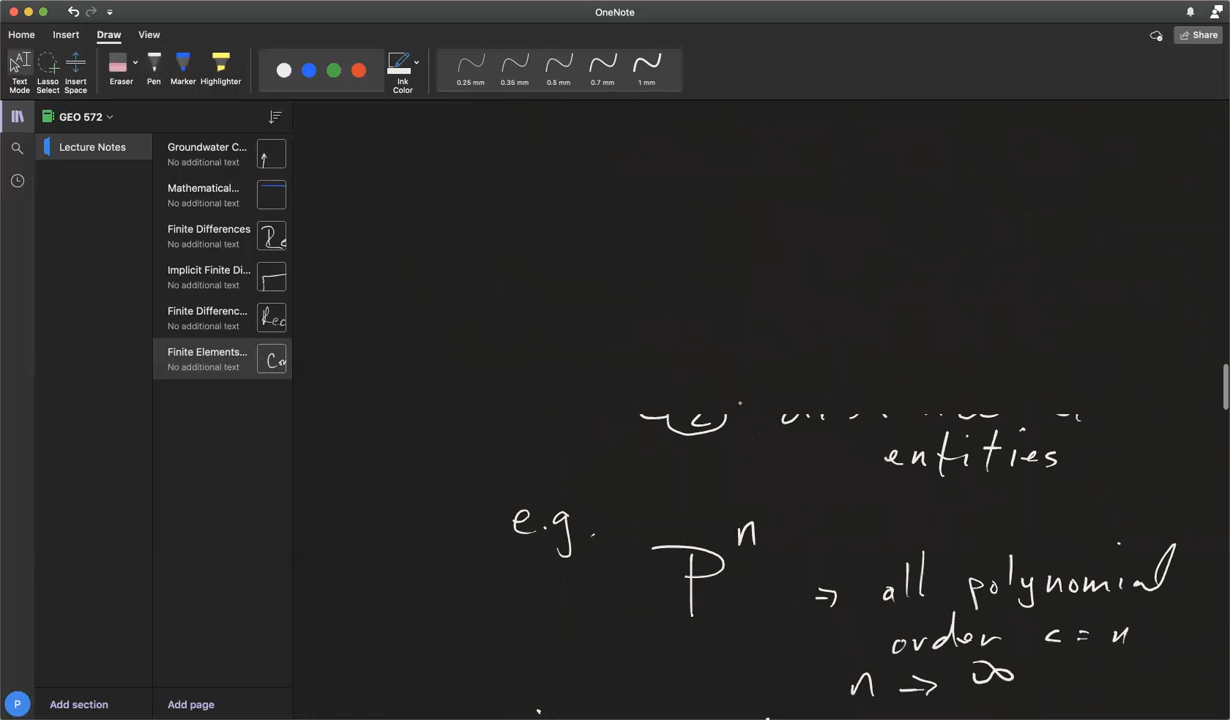 OneNote
Home Insert Draw View
Share
Text Mode
Lasso Select
Insert Space
Eraser
Pen
Marker
Highlighter
Ink Color
0.25 mm
0.35 mm
0.5 mm
0.7 mm
1 mm
GEO 572
Lecture Notes
Groundwater C...
No additional text
Mathematical...
No additional text
Finite Differences
No additional text
Implicit Finite Di...
No additional text
Finite Differenc...
No additional text
Finite Elements...
No additional text
entities
e.g.
P^n
⇒ all polynomial
order <= n
n → ∞
P
Add section
Add page